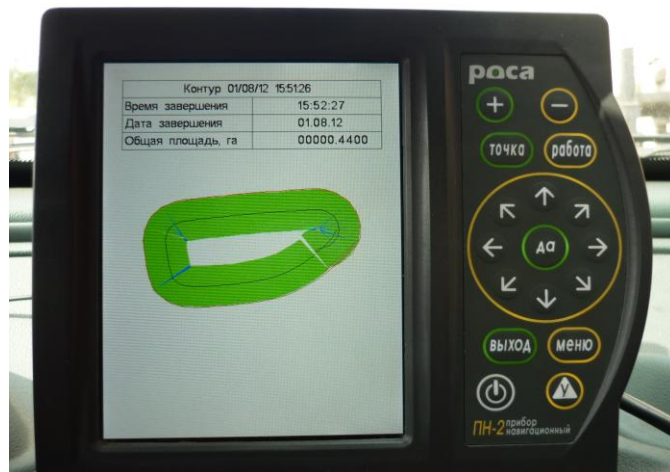 Контур 01/08/12 15:51:26
Время завершения 15:52:27
Дата завершения 01.08.12
Общая площадь, га 00000.4400
роса
+ −
точка работа
да
выход меню
У
ПН-2 прибор
навигационный